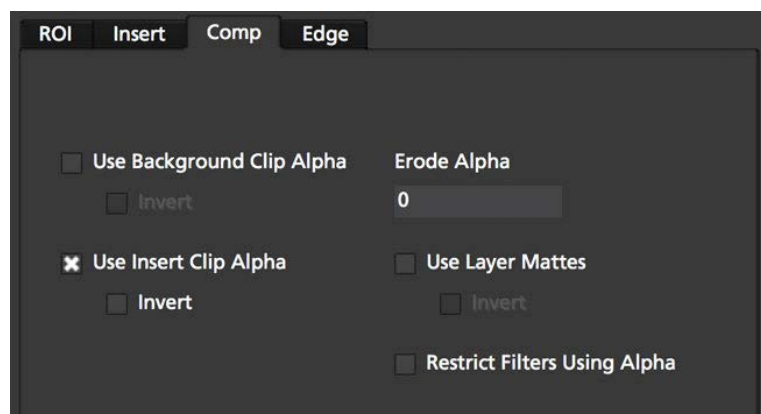 ROI Insert Comp Edge
Use Background Clip Alpha
Invert
Erode Alpha
0
Use Insert Clip Alpha
Invert
Use Layer Mattes
Invert
Restrict Filters Using Alpha